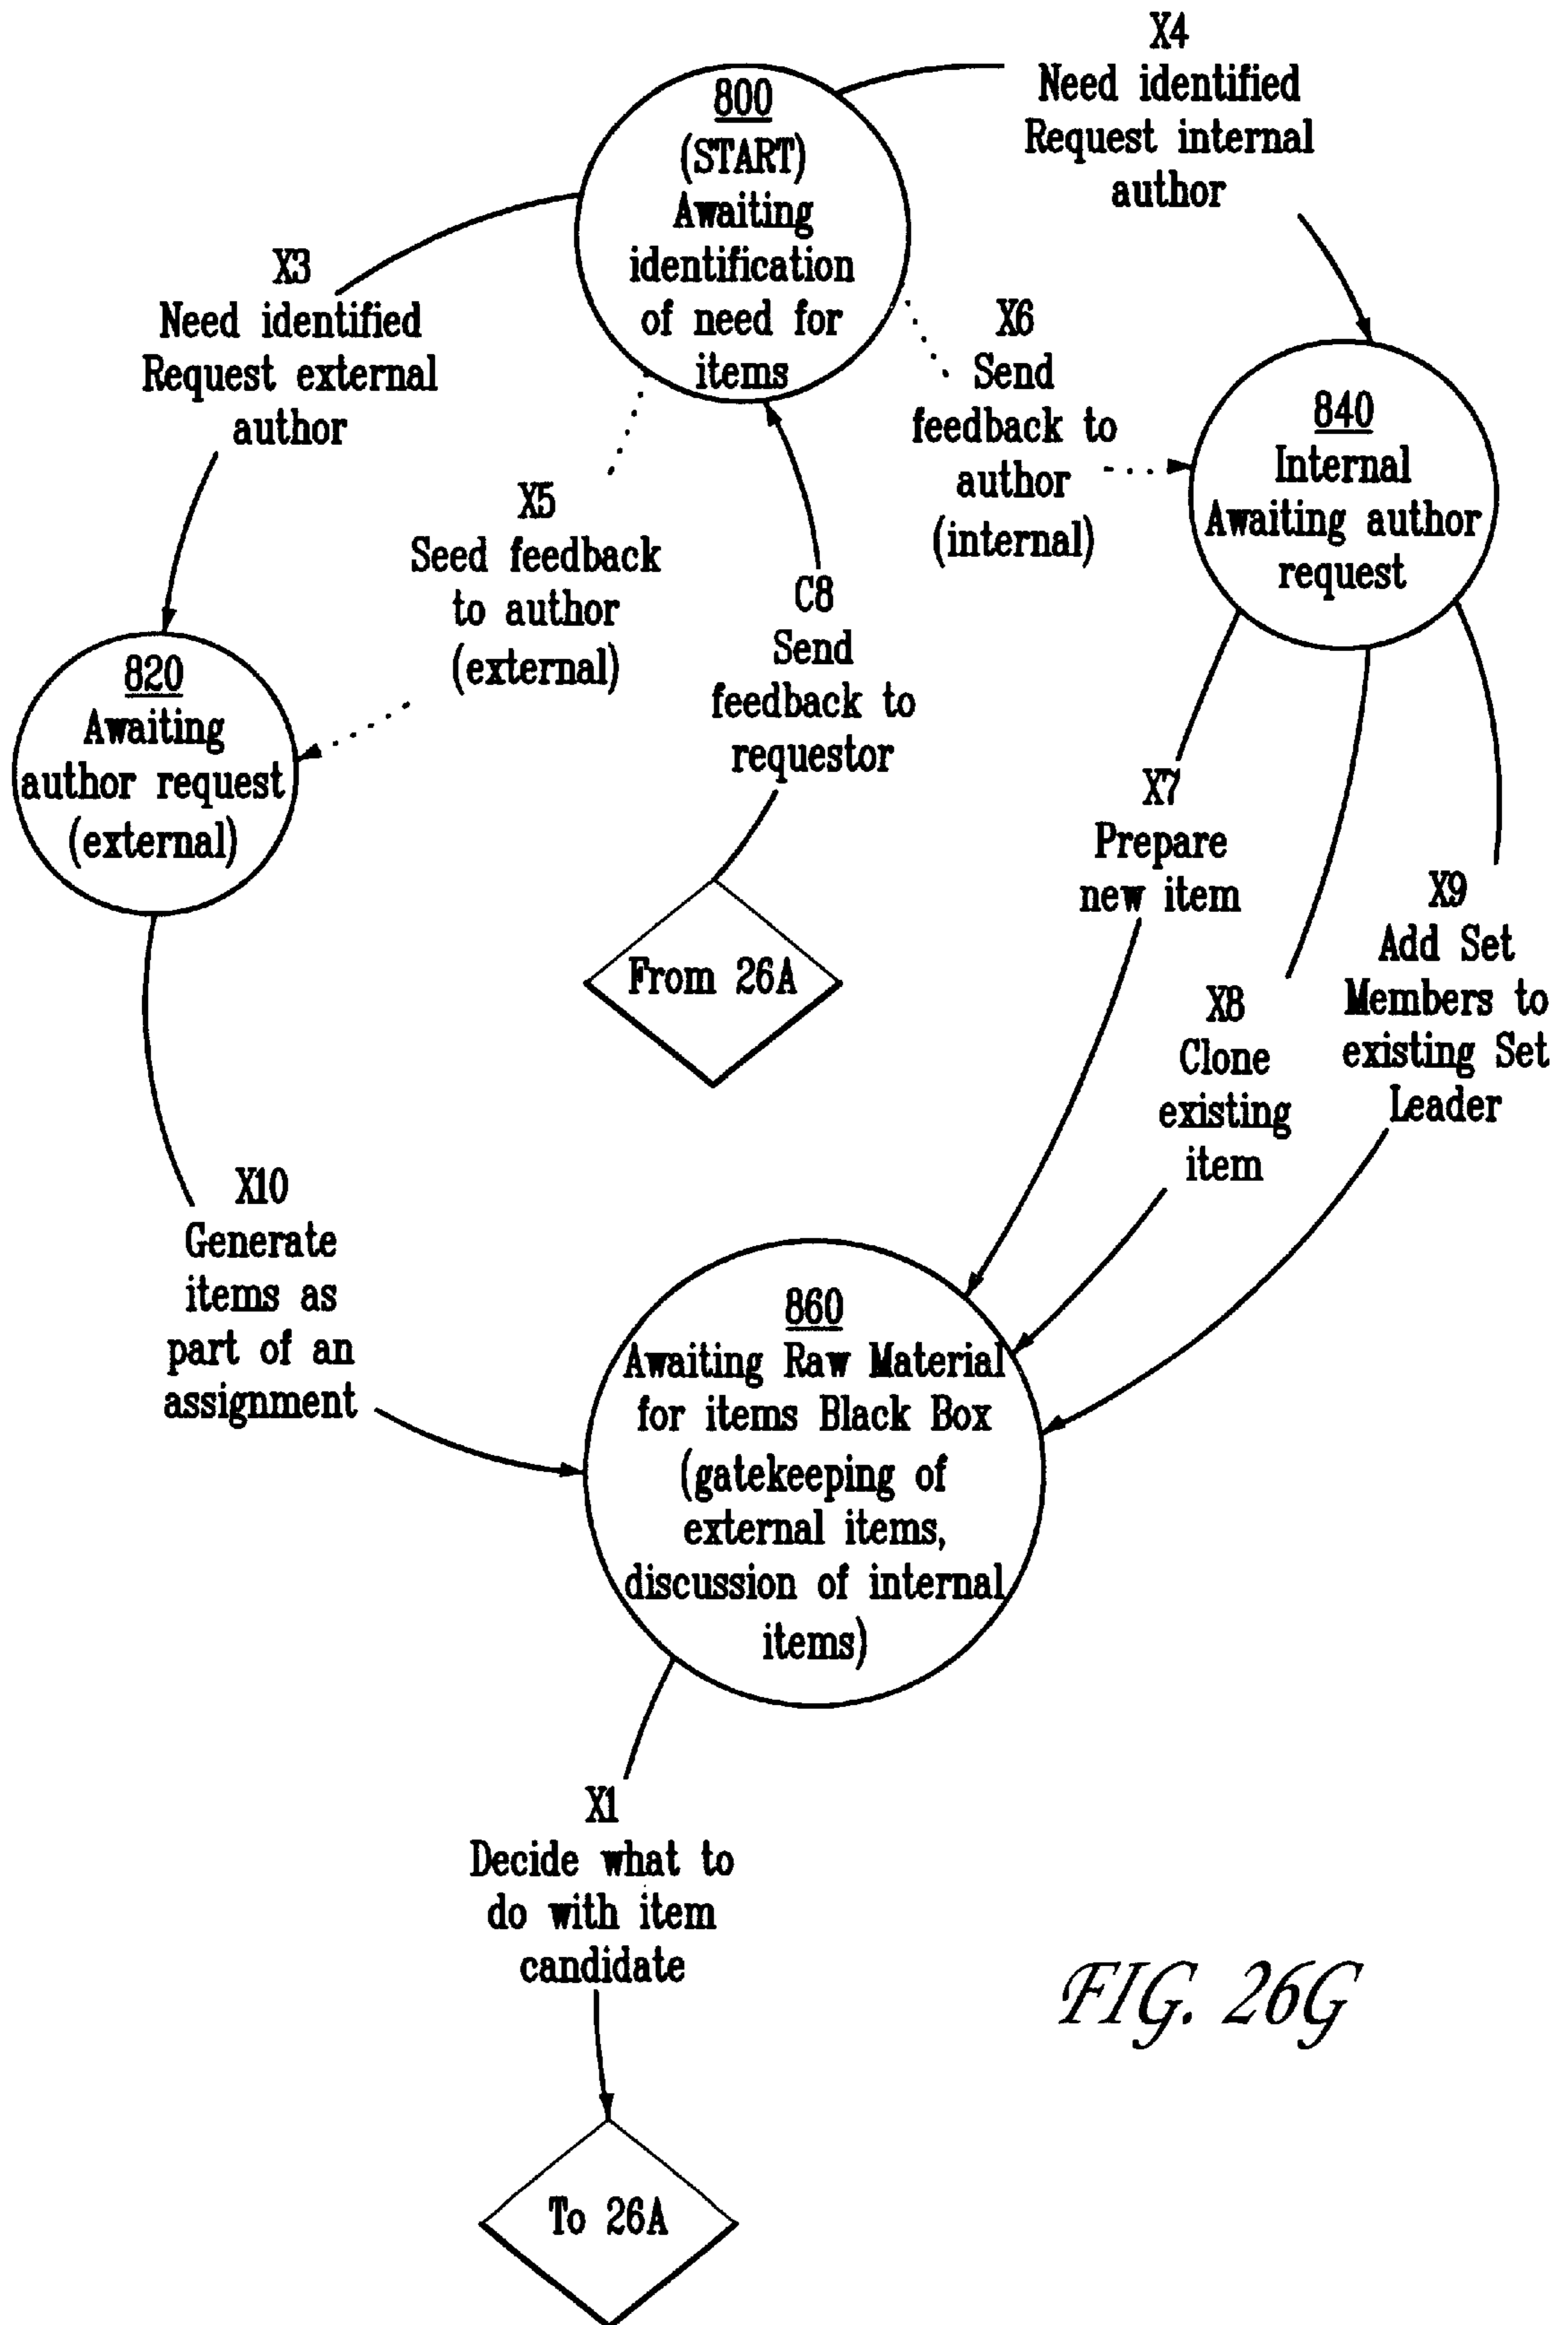 X4
Need identified
Request internal
author
800
(START)
Awaiting
identification
of need for
items
X3
Need identified
Request external
author
X6
Send
feedback to
author
(internal)
840
Internal
Awaiting author
request
X5
Seed feedback
to author
(external)
C8
Send
feedback to
requestor
820
Awaiting
author request
(external)
From 26A
X7
Prepare
new item
X8
Clone
existing
item
X9
Add Set
Members to
existing Set
Leader
X10
Generate
items as
part of an
assignment
860
Awaiting Raw Material
for items Black Box
(gatekeeping of
external items,
discussion of internal
items)
X1
Decide what to
do with item
candidate
To 26A
FIG. 26G